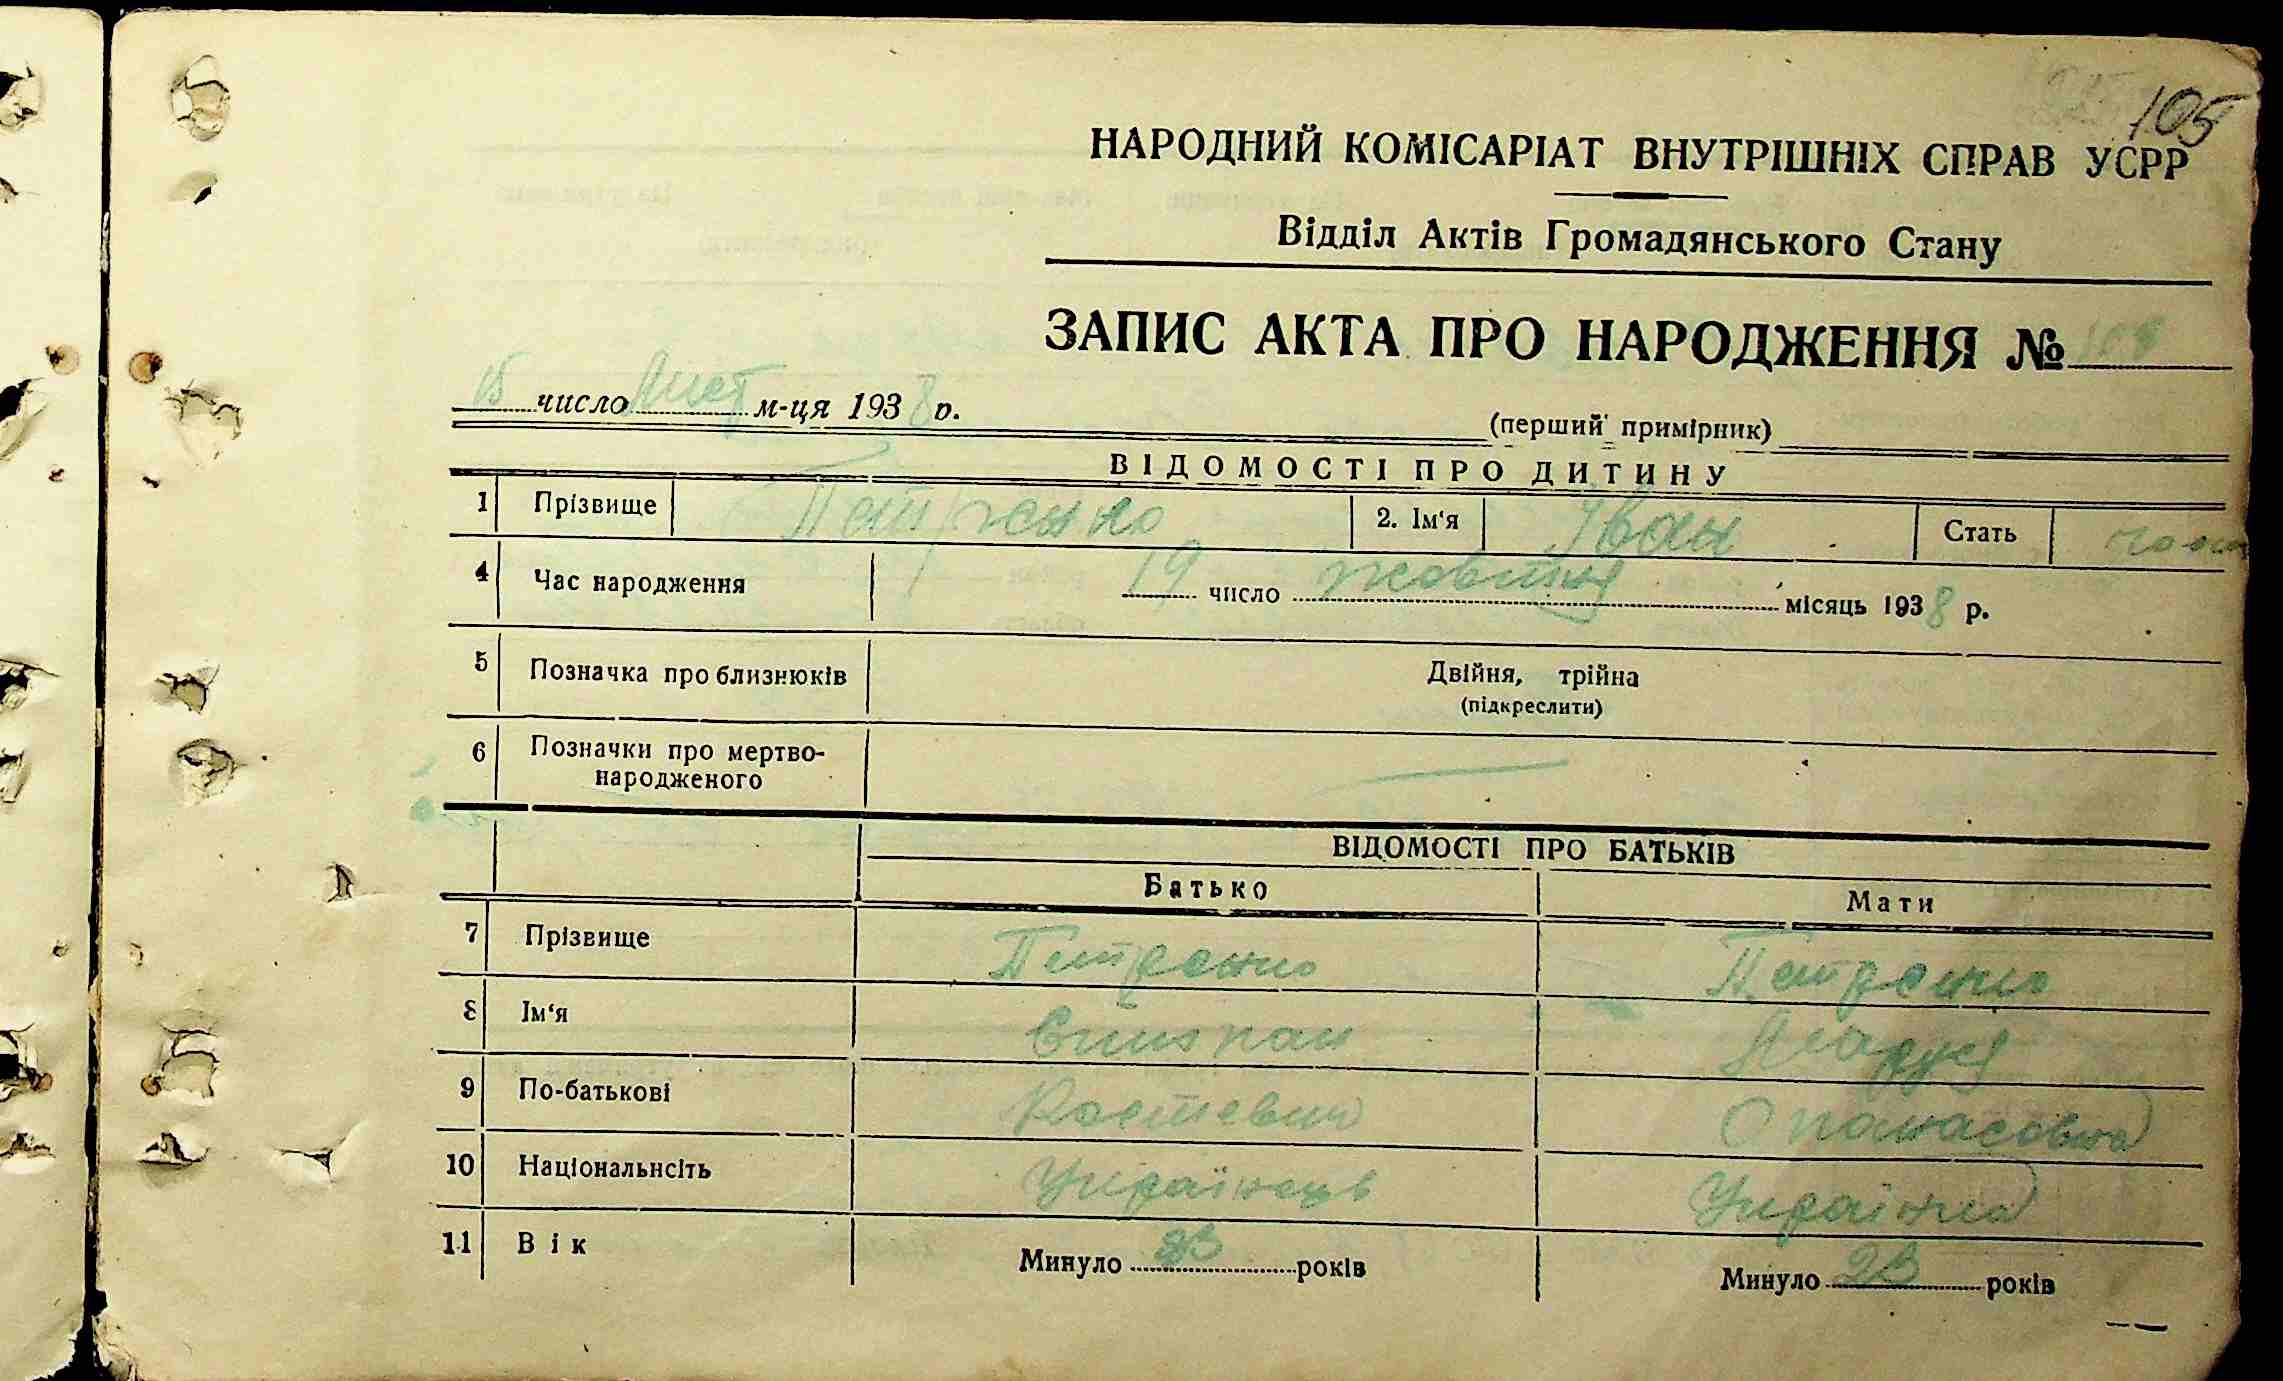 105
НАРОДНИЙ КОМІСАРІАТ ВНУТРІШНІХ СПРАВ УСРР
Відділ Актів Громадянського Стану
ЗАПИС АКТА ПРО НАРОДЖЕННЯ №
15 число Лист м-ця 1938 р.
(перший примірник)
ВІДОМОСТІ ПРО ДИТИНУ
1 Прізвище Петренко 2. Ім‘я Іван Стать
4 Час народження 19 число жовтня місяць 1938 р.
5 Позначка про близнюків Двійня, трійна
(підкреслити)
6 Позначки про мертво-
народженого
ВІДОМОСТІ ПРО БАТЬКІВ
Батько Мати
7 Прізвище Петренко Петренко
8 Ім‘я Маруся
9 По-батькові Костєвич Опанасовна
10 Національнсіть Українець Українка
11 Вік Минуло 23 років Минуло 23 років